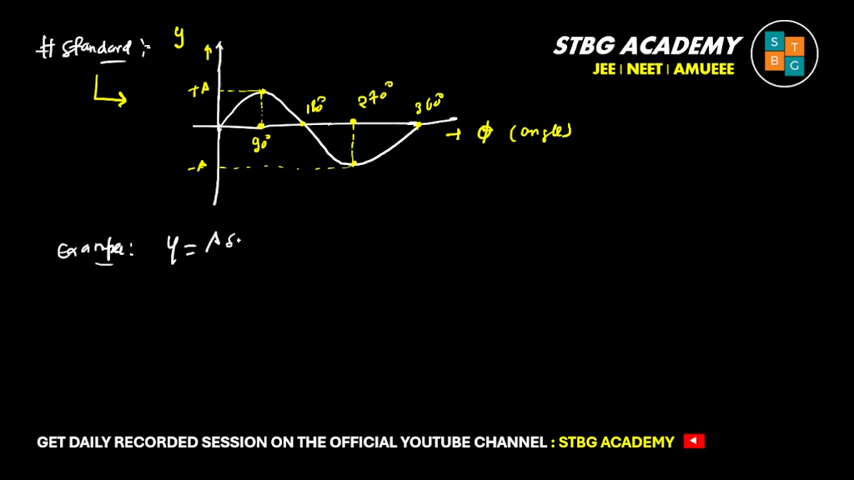 # Standard :-
y
STBG ACADEMY
JEE | NEET | AMUEEE
S T
B G
+A
90°
180°
270°
360°
→ φ (angle)
-A
Example: y = A s
GET DAILY RECORDED SESSION ON THE OFFICIAL YOUTUBE CHANNEL : STBG ACADEMY